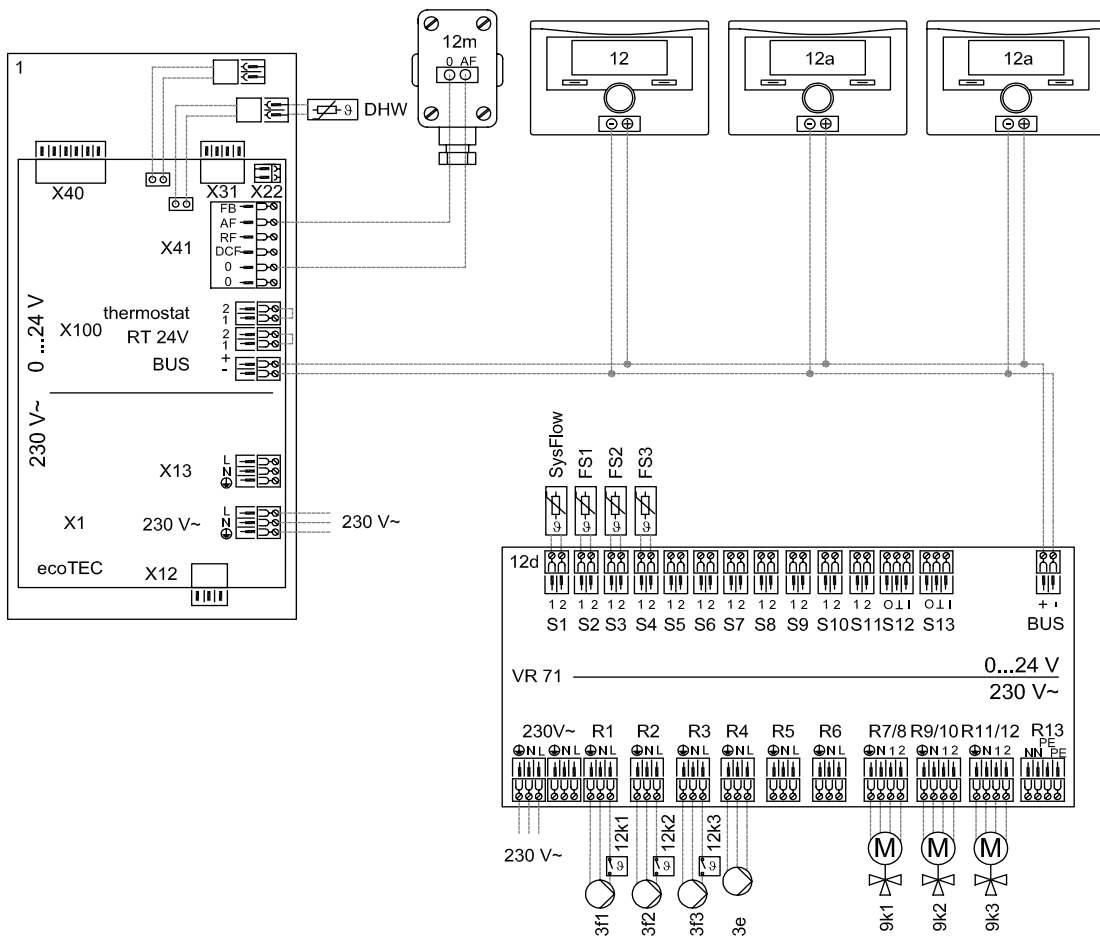 1
DHW
12m
0 AF
12
12a
12a
X40
X31
X22
X41
FB
AF
RF
DCF
0
0
0...24 V
X100
thermostat
2
1
RT 24V
2
1
BUS
+
-
230 V~
X13
L
N
X1
230 V~
L
N
230 V~
ecoTEC
X12
SysFlow
FS1
FS2
FS3
12d
1 2
1 2
1 2
1 2
1 2
1 2
1 2
1 2
1 2
1 2
1 2
O⊥I
O⊥I
+ -
S1
S2
S3
S4
S5
S6
S7
S8
S9
S10
S11
S12
S13
BUS
VR 71
0...24 V
230 V~
230V~
R1
R2
R3
R4
R5
R6
R7/8
R9/10
R11/12
R13
N L
N L
N L
N L
N L
N L
N L
N L
N 1 2
N 1 2
N 1 2
NN PE PE
230 V~
12k1
12k2
12k3
M
M
M
3f1
3f2
3f3
3e
9k1
9k2
9k3